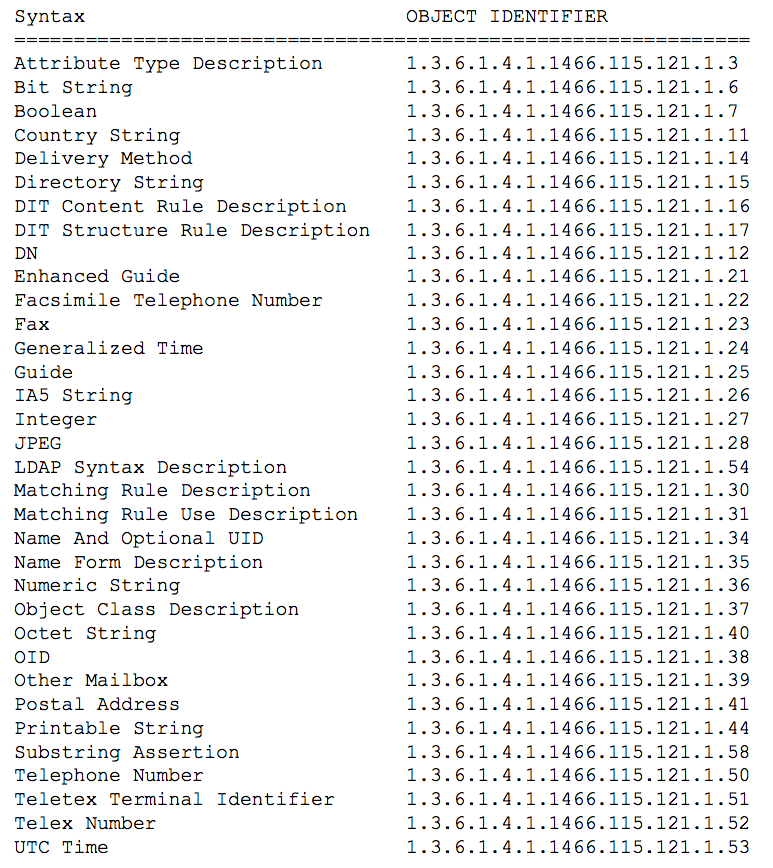 Syntax OBJECT IDENTIFIER
==============================================================
Attribute Type Description 1.3.6.1.4.1.1466.115.121.1.3
Bit String 1.3.6.1.4.1.1466.115.121.1.6
Boolean 1.3.6.1.4.1.1466.115.121.1.7
Country String 1.3.6.1.4.1.1466.115.121.1.11
Delivery Method 1.3.6.1.4.1.1466.115.121.1.14
Directory String 1.3.6.1.4.1.1466.115.121.1.15
DIT Content Rule Description 1.3.6.1.4.1.1466.115.121.1.16
DIT Structure Rule Description 1.3.6.1.4.1.1466.115.121.1.17
DN 1.3.6.1.4.1.1466.115.121.1.12
Enhanced Guide 1.3.6.1.4.1.1466.115.121.1.21
Facsimile Telephone Number 1.3.6.1.4.1.1466.115.121.1.22
Fax 1.3.6.1.4.1.1466.115.121.1.23
Generalized Time 1.3.6.1.4.1.1466.115.121.1.24
Guide 1.3.6.1.4.1.1466.115.121.1.25
IA5 String 1.3.6.1.4.1.1466.115.121.1.26
Integer 1.3.6.1.4.1.1466.115.121.1.27
JPEG 1.3.6.1.4.1.1466.115.121.1.28
LDAP Syntax Description 1.3.6.1.4.1.1466.115.121.1.54
Matching Rule Description 1.3.6.1.4.1.1466.115.121.1.30
Matching Rule Use Description 1.3.6.1.4.1.1466.115.121.1.31
Name And Optional UID 1.3.6.1.4.1.1466.115.121.1.34
Name Form Description 1.3.6.1.4.1.1466.115.121.1.35
Numeric String 1.3.6.1.4.1.1466.115.121.1.36
Object Class Description 1.3.6.1.4.1.1466.115.121.1.37
Octet String 1.3.6.1.4.1.1466.115.121.1.40
OID 1.3.6.1.4.1.1466.115.121.1.38
Other Mailbox 1.3.6.1.4.1.1466.115.121.1.39
Postal Address 1.3.6.1.4.1.1466.115.121.1.41
Printable String 1.3.6.1.4.1.1466.115.121.1.44
Substring Assertion 1.3.6.1.4.1.1466.115.121.1.58
Telephone Number 1.3.6.1.4.1.1466.115.121.1.50
Teletex Terminal Identifier 1.3.6.1.4.1.1466.115.121.1.51
Telex Number 1.3.6.1.4.1.1466.115.121.1.52
UTC Time 1.3.6.1.4.1.1466.115.121.1.53